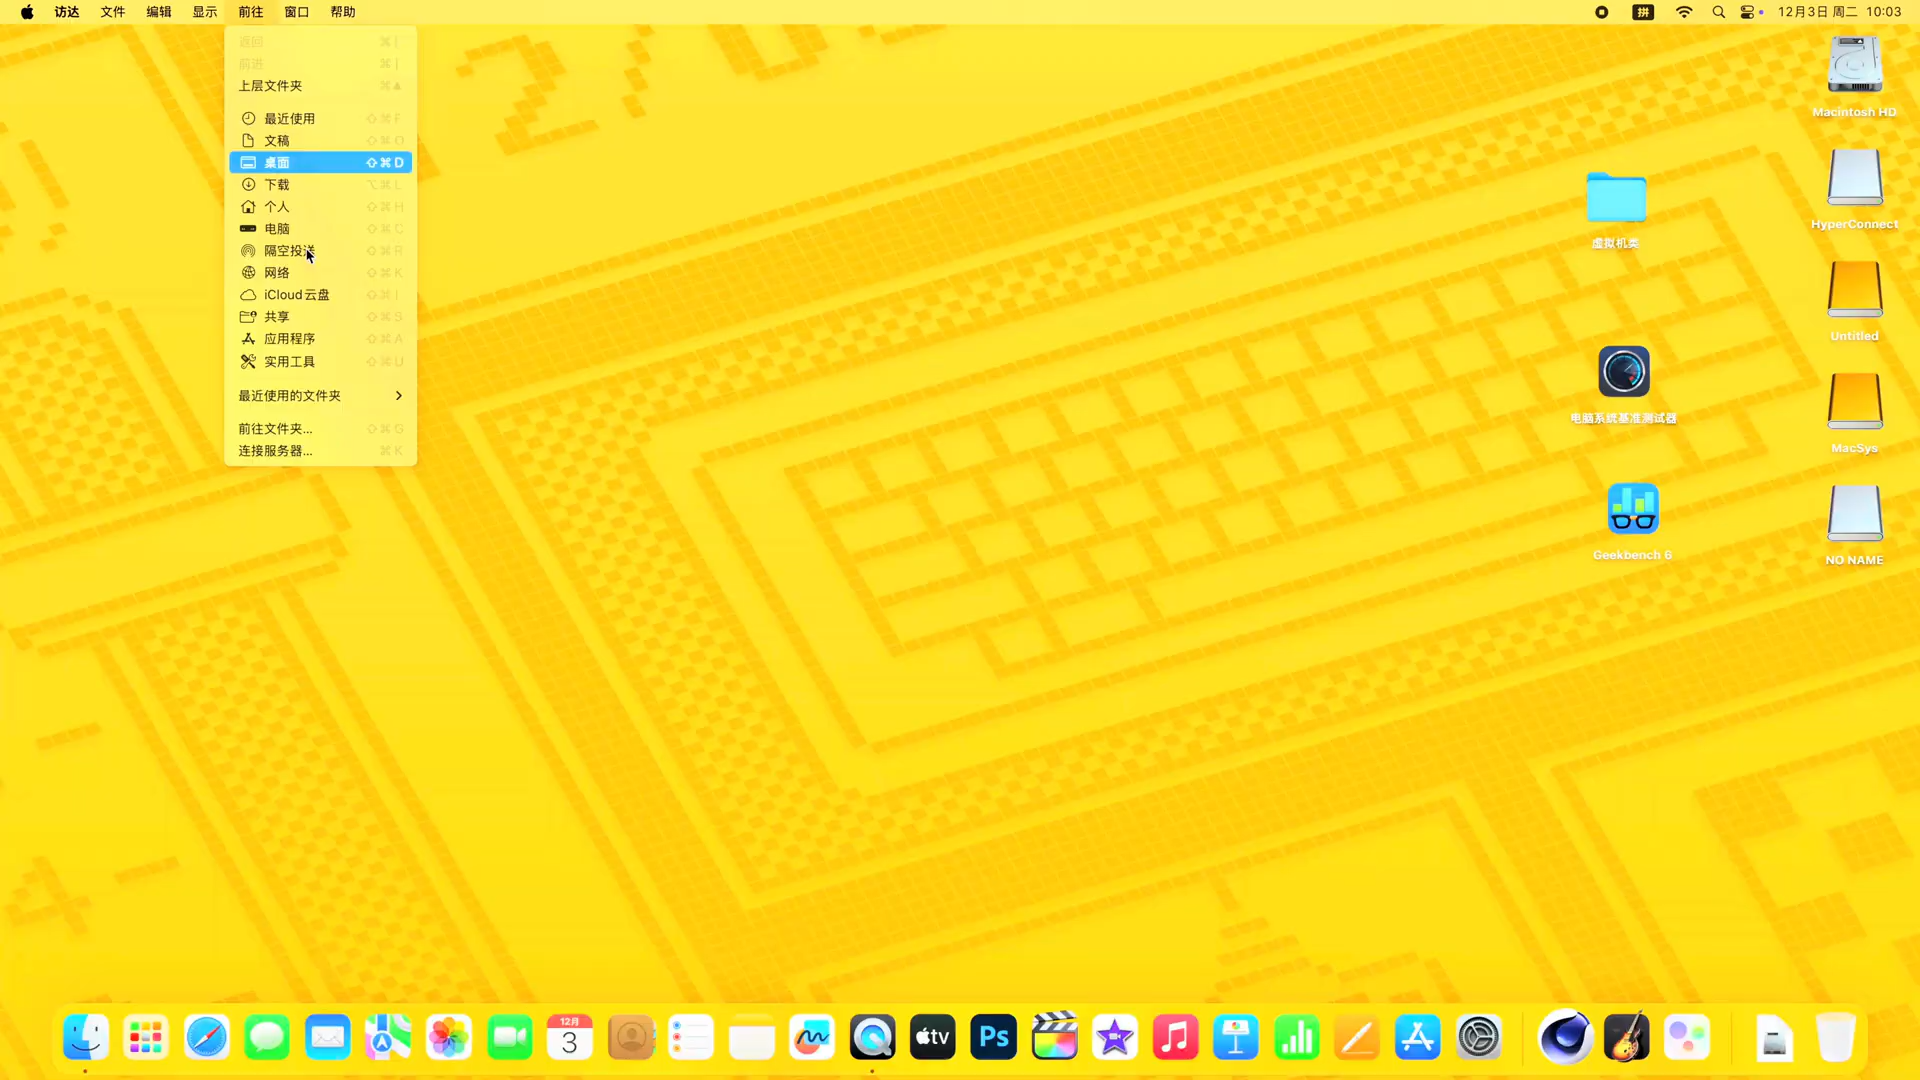 访达 文件 编辑 显示 前往 窗口 帮助
拼 12月3日 周二 10:03
返回 ⌘[
前进 ⌘]
上层文件夹 ⌘▲
最近使用 ⇧⌘F
文稿 ⇧⌘O
桌面 ⇧⌘D
下载 ⌥⌘L
个人 ⇧⌘H
电脑 ⇧⌘C
隔空投送 ⇧⌘R
网络 ⇧⌘K
iCloud云盘 ⇧⌘I
共享 ⇧⌘S
应用程序 ⇧⌘A
实用工具 ⇧⌘U
最近使用的文件夹
前往文件夹... ⇧⌘G
连接服务器... ⌘K
Macintosh HD
HyperConnect
虚拟机类
Untitled
电脑系统基准测试器
MacSys
Geekbench 6
NO NAME
12月
3
tv
Ps